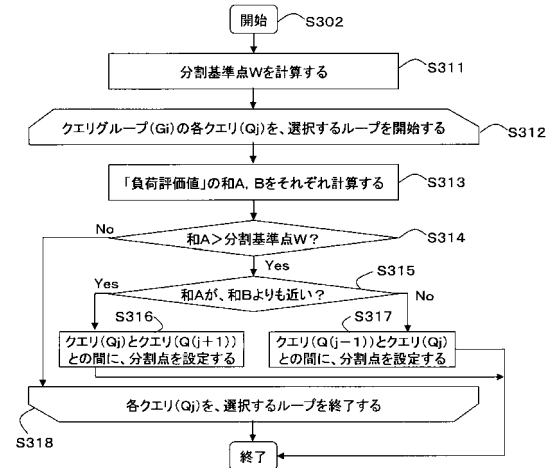 開始
S302
分割基準点Wを計算する
S311
クエリグループ(Gi)の各クエリ(Qj)を、選択するループを開始する
S312
「負荷評価値」の和A, Bをそれぞれ計算する
S313
No
和A>分割基準点W?
S314
Yes
S315
Yes
和Aが、和Bよりも近い?
No
S316
S317
クエリ(Qj)とクエリ(Q(j+1))
との間に、分割点を設定する
クエリ(Q(j−1))とクエリ(Qj)
との間に、分割点を設定する
各クエリ(Qj)を、選択するループを終了する
S318
終了